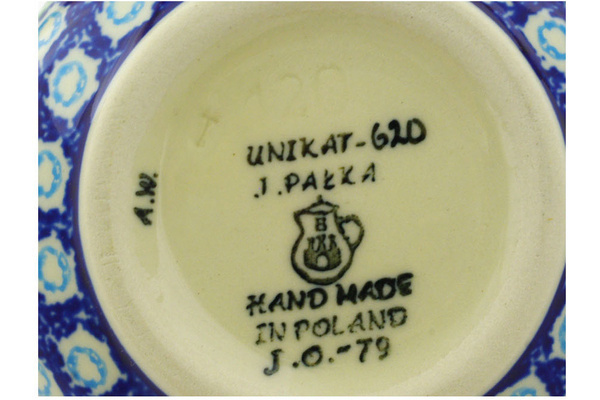 UNIKAT-620
J. PAŁKA
A.W.
HAND MADE
IN POLAND
J.O.-79